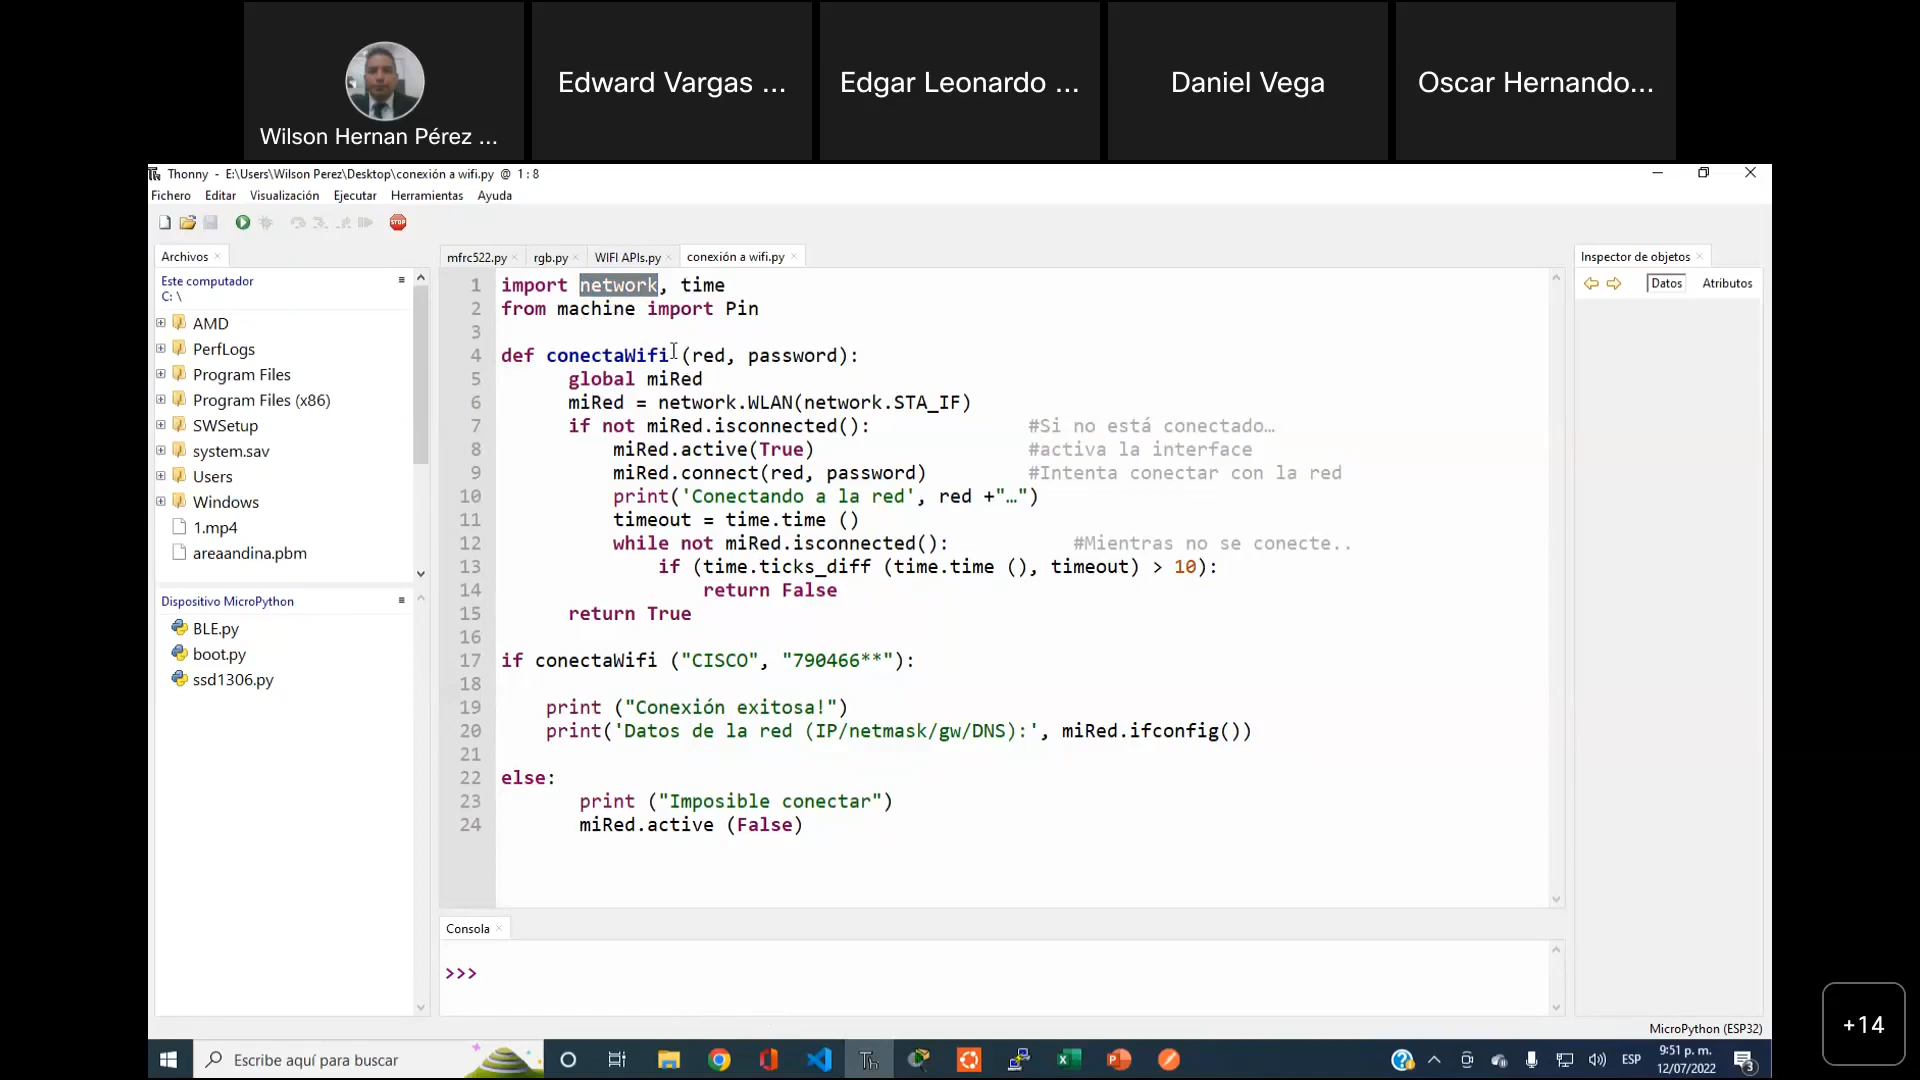 Wilson Hernan Pérez ...
Edward Vargas ...
Edgar Leonardo ...
Daniel Vega
Oscar Hernando...
Thonny - E:\Users\Wilson Perez\Desktop\conexión a wifi.py @ 1 : 8
Fichero Editar Visualización Ejecutar Herramientas Ayuda
STOP
Archivos
Este computador
C: \
AMD
PerfLogs
Program Files
Program Files (x86)
SWSetup
system.sav
Users
Windows
1.mp4
areaandina.pbm
Dispositivo MicroPython
BLE.py
boot.py
ssd1306.py
mfrc522.py rgb.py WIFI APIs.py conexión a wifi.py
1 import network, time
2 from machine import Pin
3
4 def conectaWifi (red, password):
5 global miRed
6 miRed = network.WLAN(network.STA_IF)
7 if not miRed.isconnected(): #Si no está conectado…
8 miRed.active(True) #activa la interface
9 miRed.connect(red, password) #Intenta conectar con la red
10 print('Conectando a la red', red +"…")
11 timeout = time.time ()
12 while not miRed.isconnected(): #Mientras no se conecte..
13 if (time.ticks_diff (time.time (), timeout) > 10):
14 return False
15 return True
16
17 if conectaWifi ("CISCO", "790466**"):
18
19 print ("Conexión exitosa!")
20 print('Datos de la red (IP/netmask/gw/DNS):', miRed.ifconfig())
21
22 else:
23 print ("Imposible conectar")
24 miRed.active (False)
Consola
>>>
Inspector de objetos
Datos Atributos
MicroPython (ESP32)
Escribe aquí para buscar
ESP
9:51 p. m.
12/07/2022
3
+14